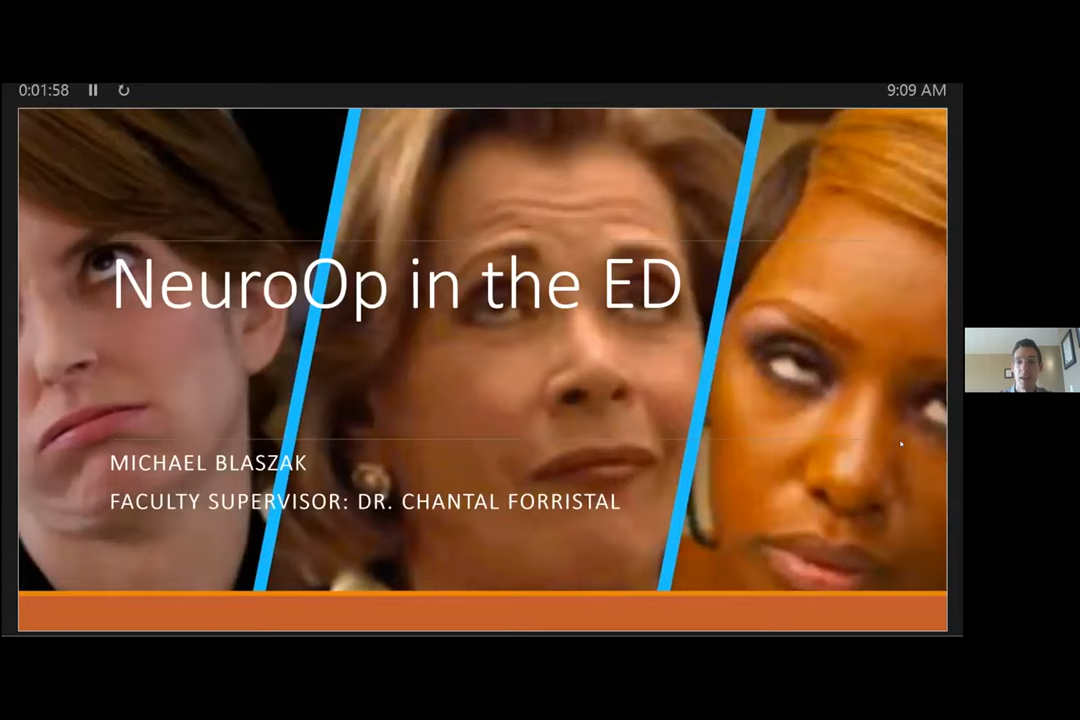 0:01:58
9:09 AM
NeuroOp in the ED
MICHAEL BLASZAK
FACULTY SUPERVISOR: DR. CHANTAL FORRISTAL